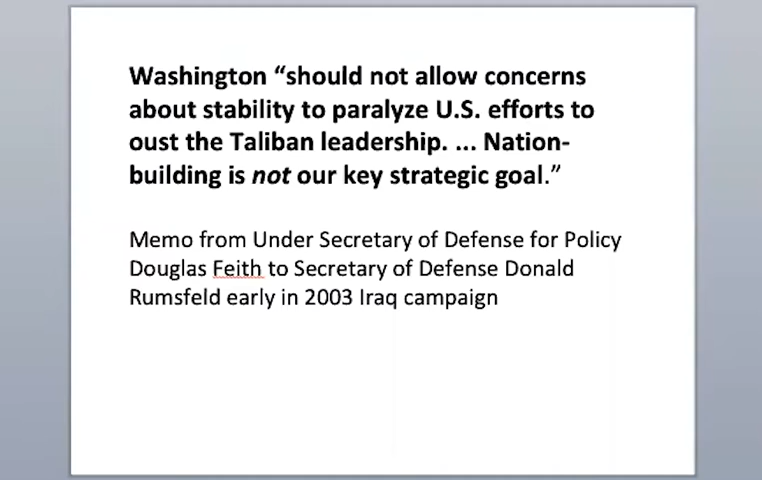 Washington “should not allow concerns
about stability to paralyze U.S. efforts to
oust the Taliban leadership. ... Nation-
building is not our key strategic goal.”
Memo from Under Secretary of Defense for Policy
Douglas Feith to Secretary of Defense Donald
Rumsfeld early in 2003 Iraq campaign